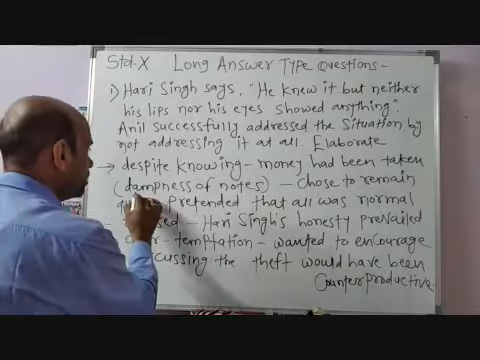 Std. X Long Answer Type Questions -
1) Hari Singh says, "He knew it but neither
his lips nor his eyes showed anything".
Anil successfully addressed the situation by
not addressing it at all. Elaborate
→ despite knowing - money had been taken
(dampness of notes) - chose to remain
Pretended that all was normal
- Hari Singh's honesty prevailed
temptation - wanted to encourage
the theft would have been
Counterproductive.